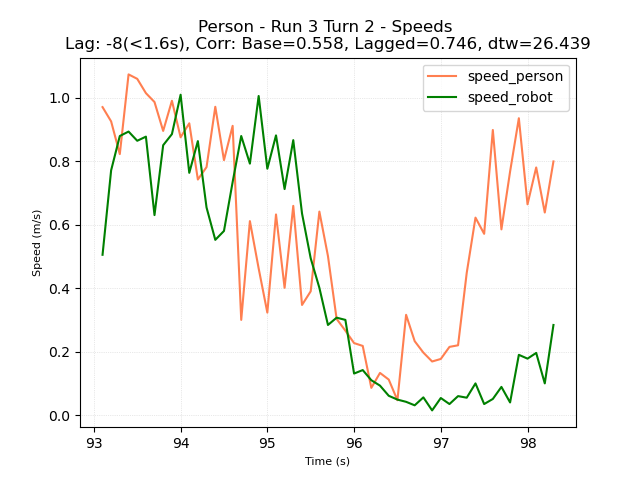 Person - Run 3 Turn 2 - Speeds
Lag: -8(<1.6s), Corr: Base=0.558, Lagged=0.746, dtw=26.439
speed_person
speed_robot
1.0
0.8
0.6
0.4
0.2
0.0
Speed (m/s)
93 94 95 96 97 98
Time (s)